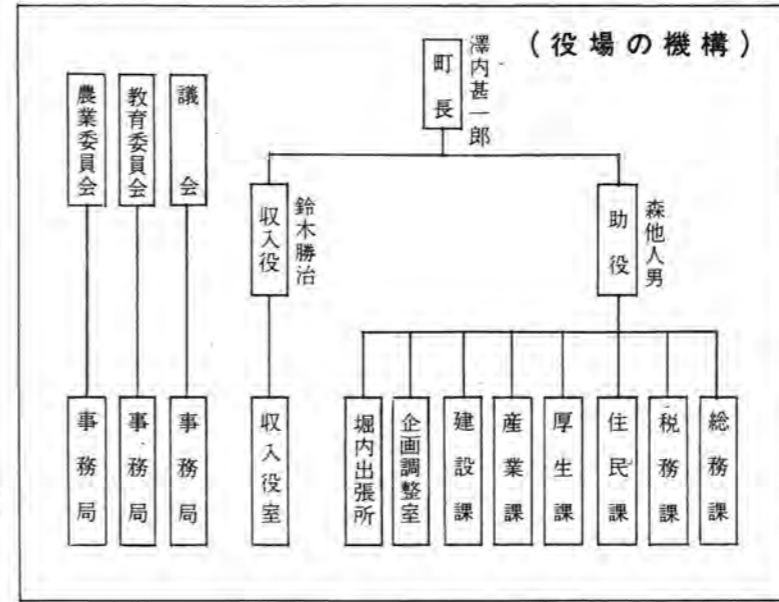 (役場の機構)
町長
澤内甚一郎
助役
森他人男
収入役
鈴木勝治
議会
教育委員会
農業委員会
総務課
税務課
住民課
厚生課
産業課
建設課
企画調整室
堀内出張所
収入役室
事務局
事務局
事務局